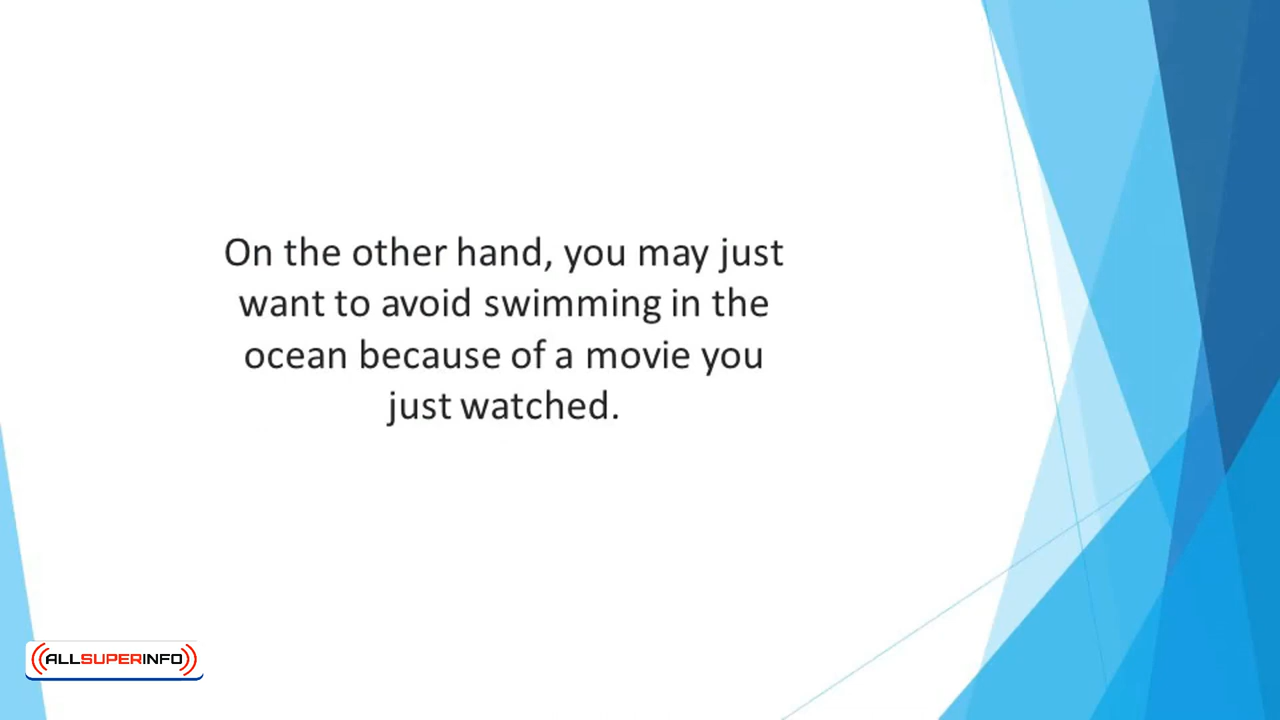 On the other hand, you may just
want to avoid swimming in the
ocean because of a movie you
just watched.
ALLSUPERINFO